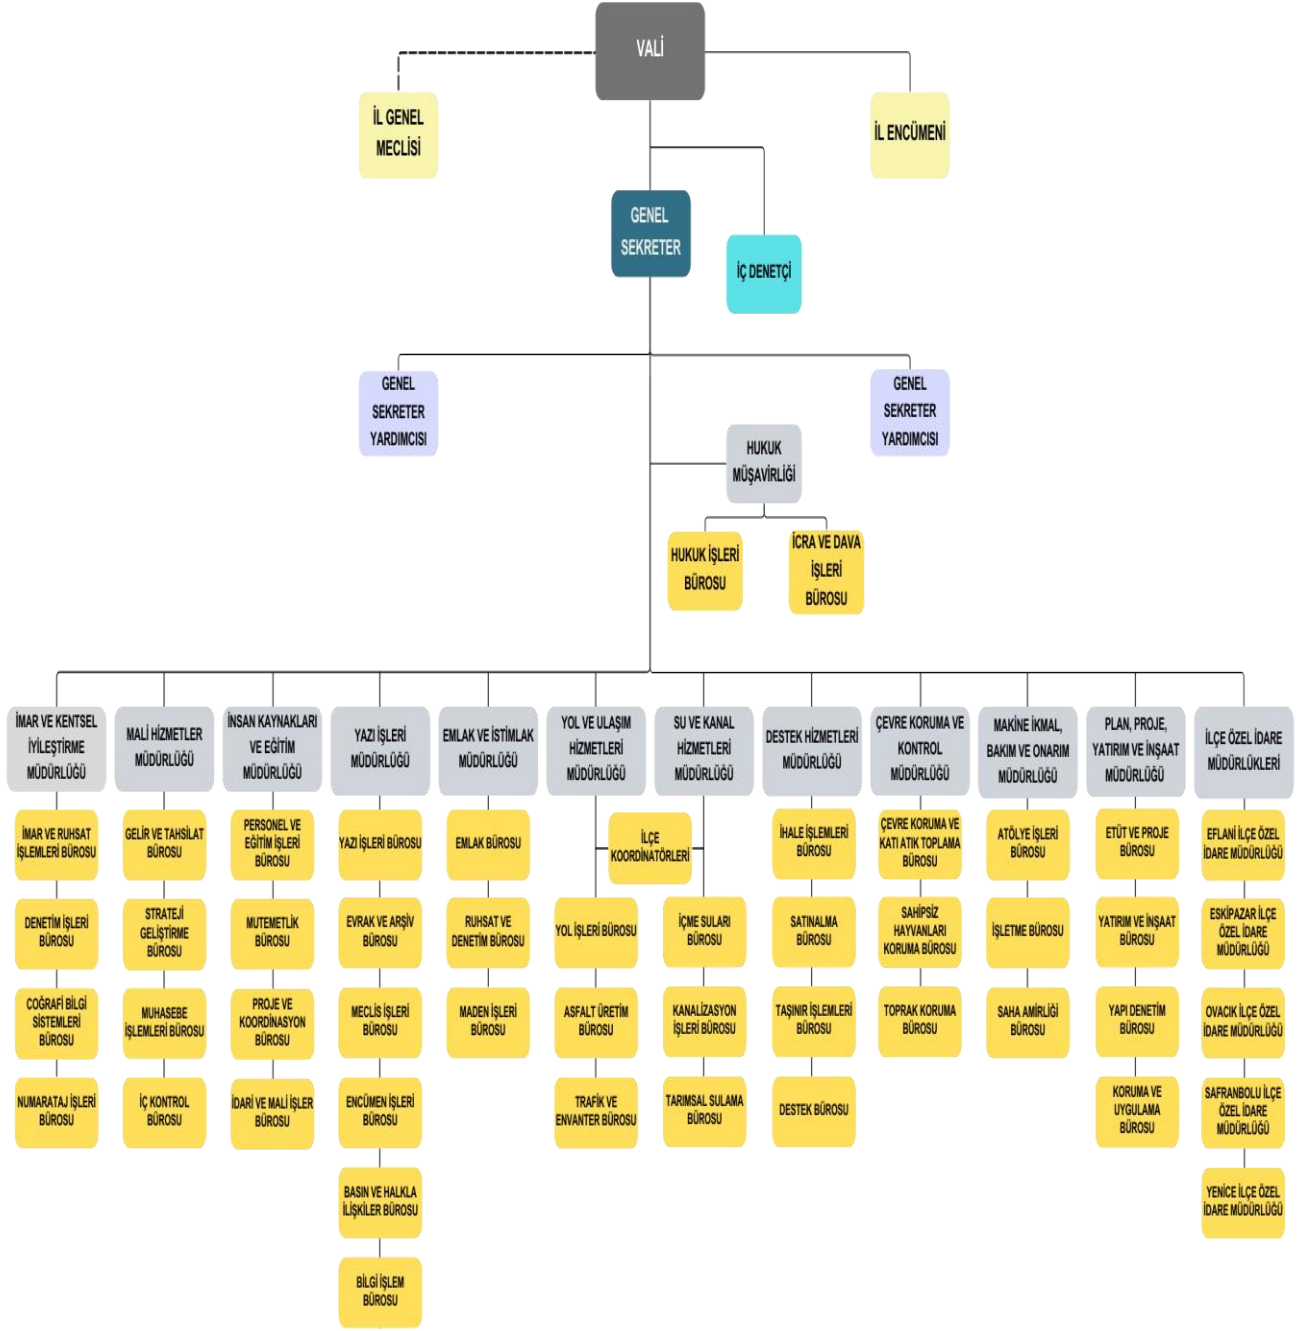 VALİ
İL GENEL
MECLİSİ
İL ENCÜMENİ
GENEL
SEKRETER
İÇ DENETÇİ
GENEL
SEKRETER
YARDIMCISI
GENEL
SEKRETER
YARDIMCISI
HUKUK
MÜŞAVİRLİĞİ
HUKUK İŞLERİ
BÜROSU
İCRA VE DAVA
İŞLERİ
BÜROSU
İMAR VE KENTSEL
İYİLEŞTİRME
MÜDÜRLÜĞÜ
MALİ HİZMETLER
MÜDÜRLÜĞÜ
İNSAN KAYNAKLARI
VE EĞİTİM
MÜDÜRLÜĞÜ
YAZI İŞLERİ
MÜDÜRLÜĞÜ
EMLAK VE İSTİMLAK
MÜDÜRLÜĞÜ
YOL VE ULAŞIM
HİZMETLERİ
MÜDÜRLÜĞÜ
SU VE KANAL
HİZMETLERİ
MÜDÜRLÜĞÜ
DESTEK HİZMETLERİ
MÜDÜRLÜĞÜ
ÇEVRE KORUMA VE
KONTROL
MÜDÜRLÜĞÜ
MAKİNE İKMAL,
BAKIM VE ONARIM
MÜDÜRLÜĞÜ
PLAN, PROJE,
YATIRIM VE İNŞAAT
MÜDÜRLÜĞÜ
İLÇE ÖZEL İDARE
MÜDÜRLÜKLERİ
İMAR VE RUHSAT
İŞLEMLERİ BÜROSU
GELİR VE TAHSİLAT
BÜROSU
PERSONEL VE
EĞİTİM İŞLERİ
BÜROSU
YAZI İŞLERİ BÜROSU
EMLAK BÜROSU
İLÇE
KOORDİNATÖRLERİ
İHALE İŞLEMLERİ
BÜROSU
ÇEVRE KORUMA VE
KATI ATIK TOPLAMA
BÜROSU
ATÖLYE İŞLERİ
BÜROSU
ETÜT VE PROJE
BÜROSU
EFLANİ İLÇE ÖZEL
İDARE MÜDÜRLÜĞÜ
DENETİM İŞLERİ
BÜROSU
STRATEJİ
GELİŞTİRME
BÜROSU
MUTEMETLİK
BÜROSU
EVRAK VE ARŞİV
BÜROSU
RUHSAT VE
DENETİM BÜROSU
YOL İŞLERİ BÜROSU
İÇME SULARI
BÜROSU
SATINALMA
BÜROSU
SAHİPSİZ
HAYVANLARI
KORUMA BÜROSU
İŞLETME BÜROSU
YATIRIM VE İNŞAAT
BÜROSU
ESKİPAZAR İLÇE
ÖZEL İDARE
MÜDÜRLÜĞÜ
COĞRAFİ BİLGİ
SİSTEMLERİ
BÜROSU
MUHASEBE
İŞLEMLERİ BÜROSU
PROJE VE
KOORDİNASYON
BÜROSU
MECLİS İŞLERİ
BÜROSU
MADEN İŞLERİ
BÜROSU
ASFALT ÜRETİM
BÜROSU
KANALİZASYON
İŞLERİ BÜROSU
TAŞINIR İŞLEMLERİ
BÜROSU
TOPRAK KORUMA
BÜROSU
SAHA AMİRLİĞİ
BÜROSU
YAPI DENETİM
BÜROSU
OVACIK İLÇE ÖZEL
İDARE MÜDÜRLÜĞÜ
NUMARATAJ İŞLERİ
BÜROSU
İÇ KONTROL
BÜROSU
İDARİ VE MALİ İŞLER
BÜROSU
ENCÜMEN İŞLERİ
BÜROSU
TRAFİK VE
ENVANTER BÜROSU
TARIMSAL SULAMA
BÜROSU
DESTEK BÜROSU
KORUMA VE
UYGULAMA
BÜROSU
SAFRANBOLU İLÇE
ÖZEL İDARE
MÜDÜRLÜĞÜ
BASIN VE HALKLA
İLİŞKİLER BÜROSU
YENİCE İLÇE ÖZEL
İDARE MÜDÜRLÜĞÜ
BİLGİ İŞLEM
BÜROSU